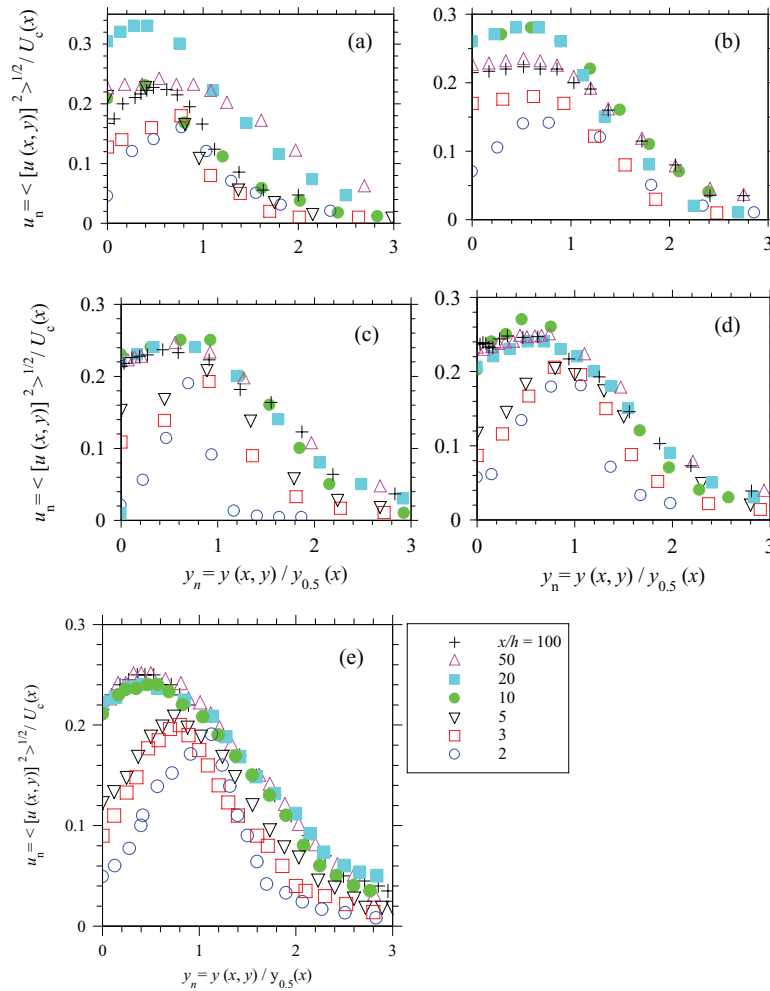 (a)
u_n = < [u (x, y)]^2 >^1/2 / U_c(x)
0.3
0.2
0.1
0
0 1 2 3
(b)
0.3
0.2
0.1
0
0 1 2 3
(c)
u_n = < [u (x, y)]^2 >^1/2 / U_c(x)
0.3
0.2
0.1
0
0 1 2 3
y_n = y (x, y) / y_0.5 (x)
(d)
0.3
0.2
0.1
0
0 1 2 3
y_n = y (x, y) / y_0.5 (x)
(e)
u_n = < [u (x, y)]^2 >^1/2 / U_c(x)
0.3
0.2
0.1
0
0 1 2 3
y_n = y (x, y) / y_0.5(x)
x/h = 100
50
20
10
5
3
2